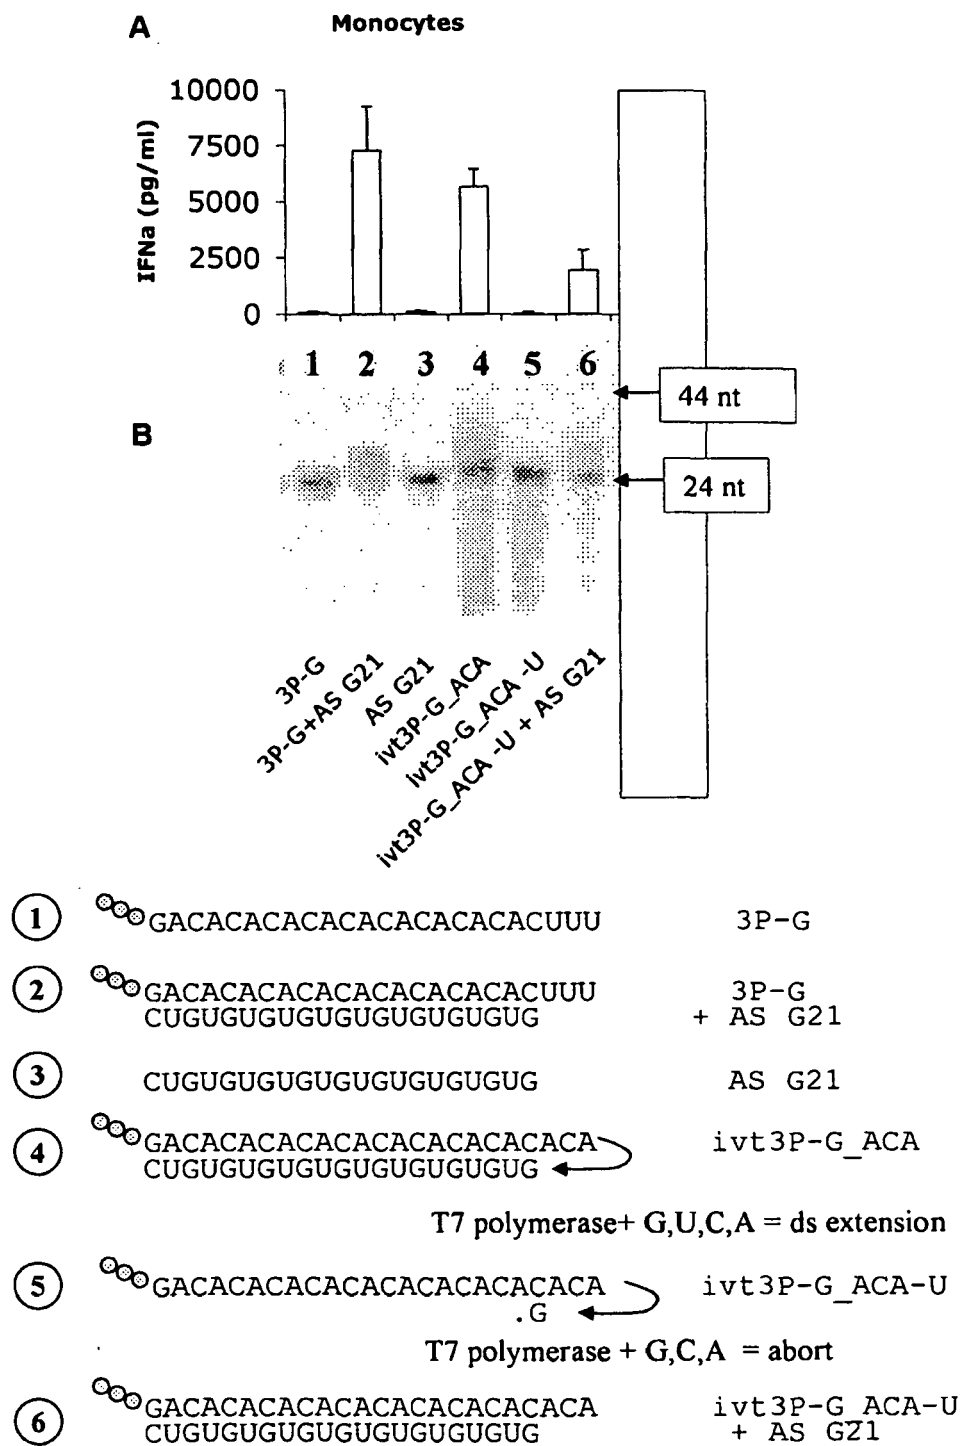 A
Monocytes
10000
7500
5000
2500
0
IFNa (pg/ml)
1 2 3 4 5 6
B
44 nt
24 nt
3P-G
3P-G+AS G21
AS G21
ivt3P-G_ACA
ivt3P-G_ACA -U
ivt3P-G_ACA -U + AS G21
1 GACACACACACACACACACACUUU 3P-G
2 GACACACACACACACACACACUUU 3P-G
CUGUGUGUGUGUGUGUGUGUG + AS G21
3 CUGUGUGUGUGUGUGUGUGUG AS G21
4 GACACACACACACACACACACACA ivt3P-G_ACA
CUGUGUGUGUGUGUGUGUGUG
T7 polymerase+ G,U,C,A = ds extension
5 GACACACACACACACACACACACA ivt3P-G_ACA-U
.G
T7 polymerase + G,C,A = abort
6 GACACACACACACACACACACACA ivt3P-G_ACA-U
CUGUGUGUGUGUGUGUGUGUG + AS G21